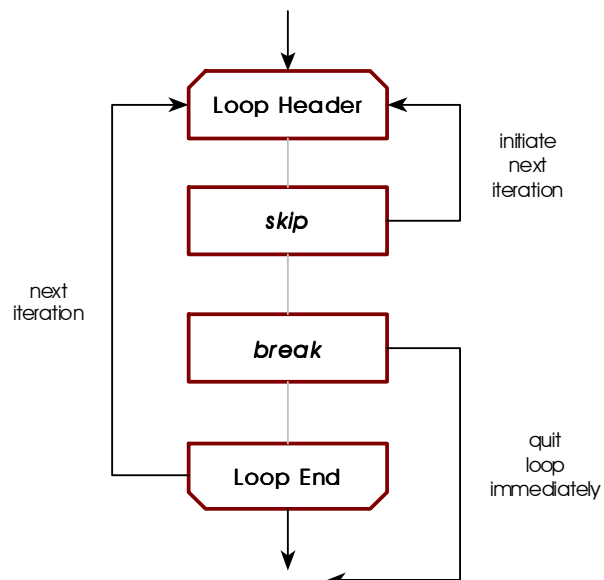 Loop Header
initiate
next
iteration
skip
next
iteration
break
quit
loop
immediately
Loop End